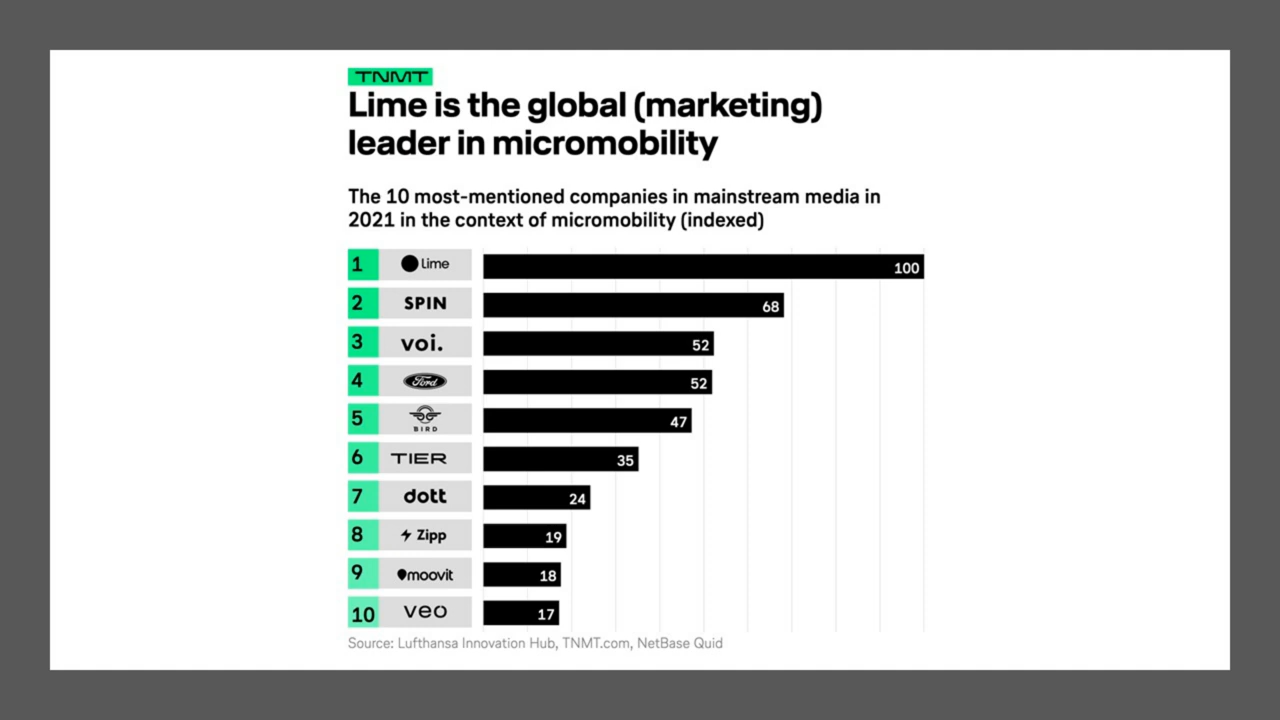 TNMT
Lime is the global (marketing)
leader in micromobility
The 10 most-mentioned companies in mainstream media in
2021 in the context of micromobility (indexed)
1 Lime 100
2 SPIN 68
3 voi. 52
4 Ford 52
5 BIRD 47
6 TIER 35
7 dott 24
8 Zipp 19
9 moovit 18
10 veo 17
Source: Lufthansa Innovation Hub, TNMT.com, NetBase Quid